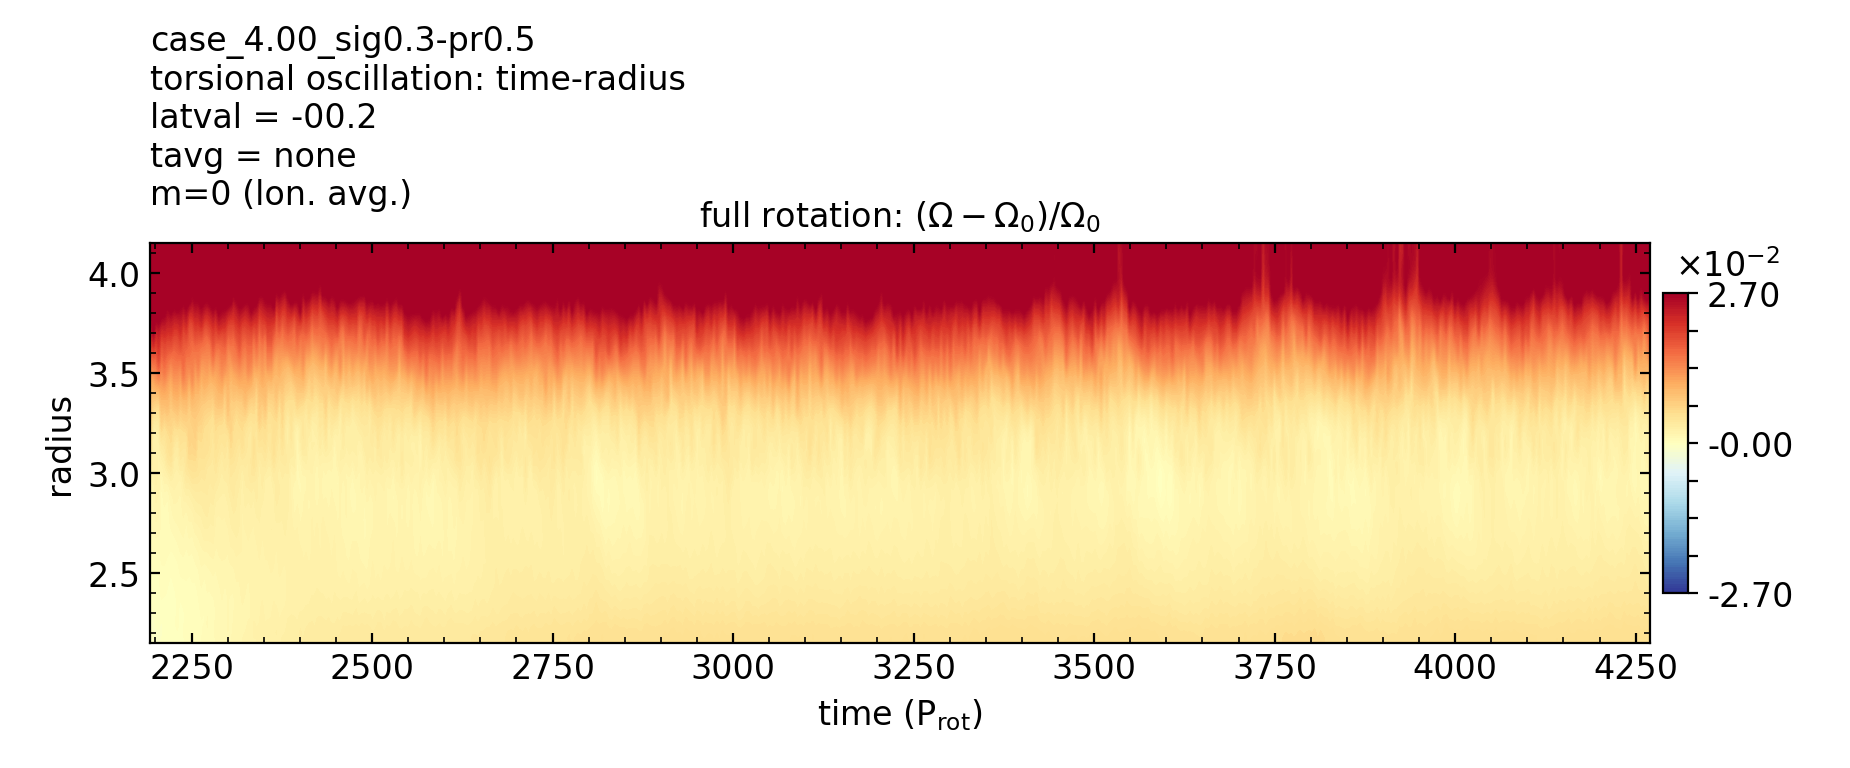 case_4.00_sig0.3-pr0.5
torsional oscillation: time-radius
latval = -00.2
tavg = none
m=0 (lon. avg.)
full rotation: (Ω − Ω₀)/Ω₀
×10⁻²
2.70
-0.00
-2.70
radius
4.0
3.5
3.0
2.5
2250 2500 2750 3000 3250 3500 3750 4000 4250
time (P_rot)